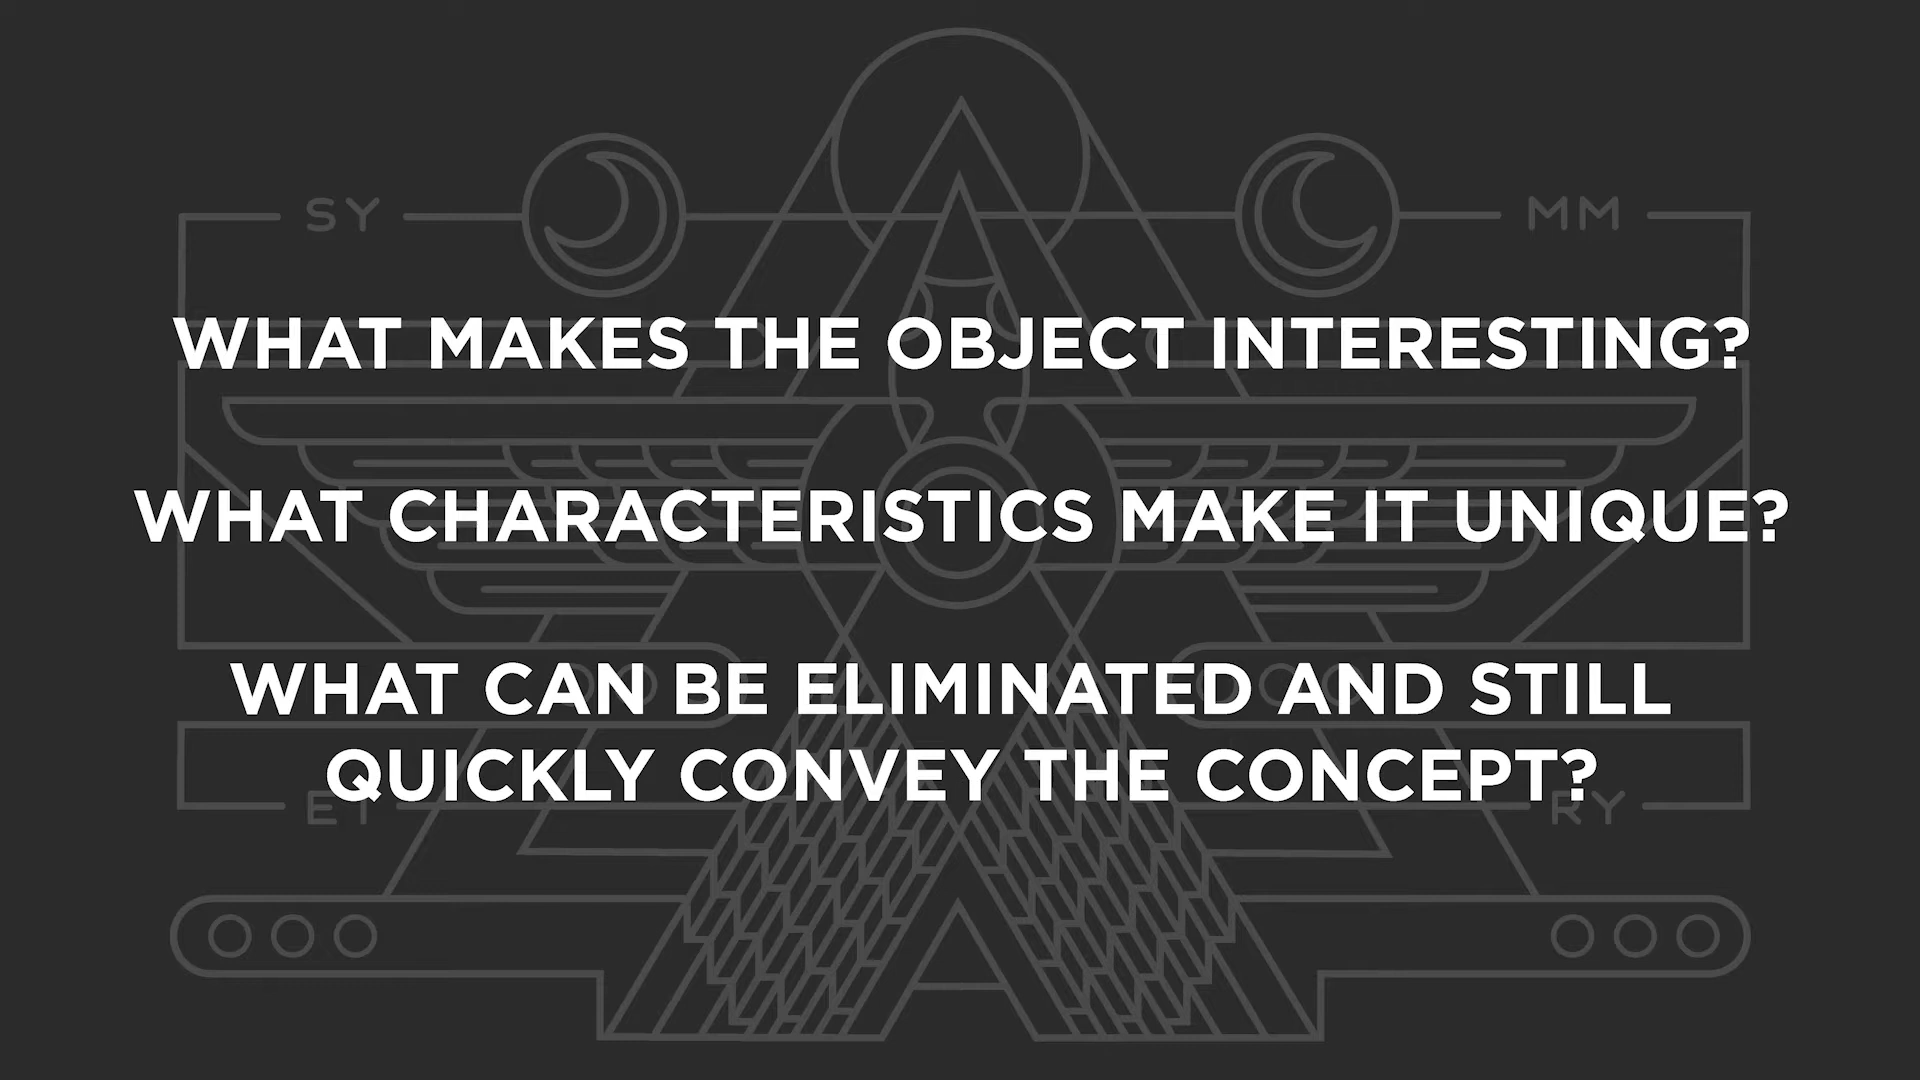 SY MM
WHAT MAKES THE OBJECT INTERESTING?
WHAT CHARACTERISTICS MAKE IT UNIQUE?
WHAT CAN BE ELIMINATED AND STILL
QUICKLY CONVEY THE CONCEPT?
ET RY